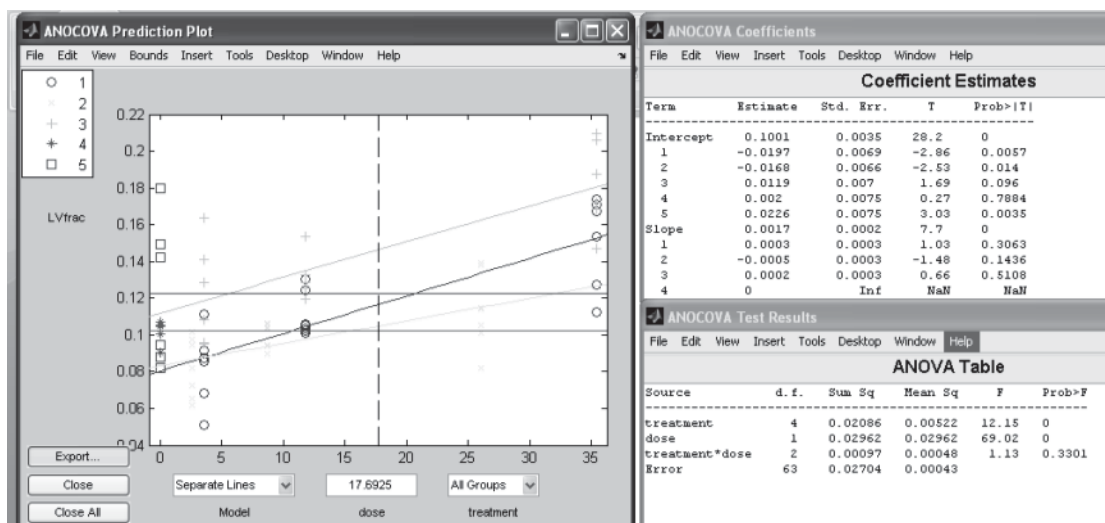 ANOCOVA Prediction Plot
File Edit View Bounds Insert Tools Desktop Window Help
1
2
3
4
5
LVfrac
0.22
0.2
0.18
0.16
0.14
0.12
0.1
0.08
0.06
0.04
0 5 10 15 20 25 30 35
Export...
Close
Close All
Separate Lines 17.6925 All Groups
Model dose treatment
ANOCOVA Coefficients
File Edit View Insert Tools Desktop Window Help
Coefficient Estimates
Term Estimate Std. Err. T Prob>|T|
Intercept 0.1001 0.0035 28.2 0
1 -0.0197 0.0069 -2.86 0.0057
2 -0.0168 0.0066 -2.53 0.014
3 0.0119 0.007 1.69 0.096
4 0.002 0.0075 0.27 0.7884
5 0.0226 0.0075 3.03 0.0035
Slope 0.0017 0.0002 7.7 0
1 0.0003 0.0003 1.03 0.3063
2 -0.0005 0.0003 -1.48 0.1436
3 0.0002 0.0003 0.66 0.5108
4 0 Inf NaN NaN
ANOCOVA Test Results
File Edit View Insert Tools Desktop Window Help
ANOVA Table
Source d.f. Sum Sq Mean Sq F Prob>F
treatment 4 0.02086 0.00522 12.15 0
dose 1 0.02962 0.02962 69.02 0
treatment*dose 2 0.00097 0.00048 1.13 0.3301
Error 63 0.02704 0.00043